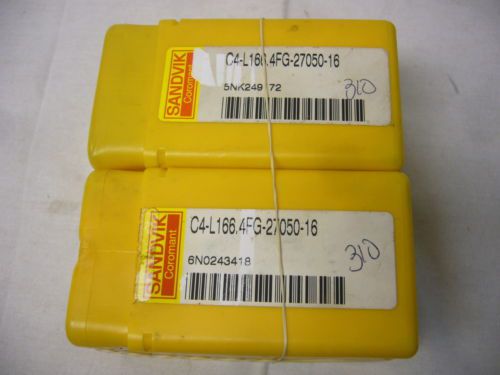 SANDVIK
Coromant
C4-L166.4FG-27050-16
5NK249 72
310
SANDVIK
Coromant
C4-L166.4FG-27050-16
6N0243418
310